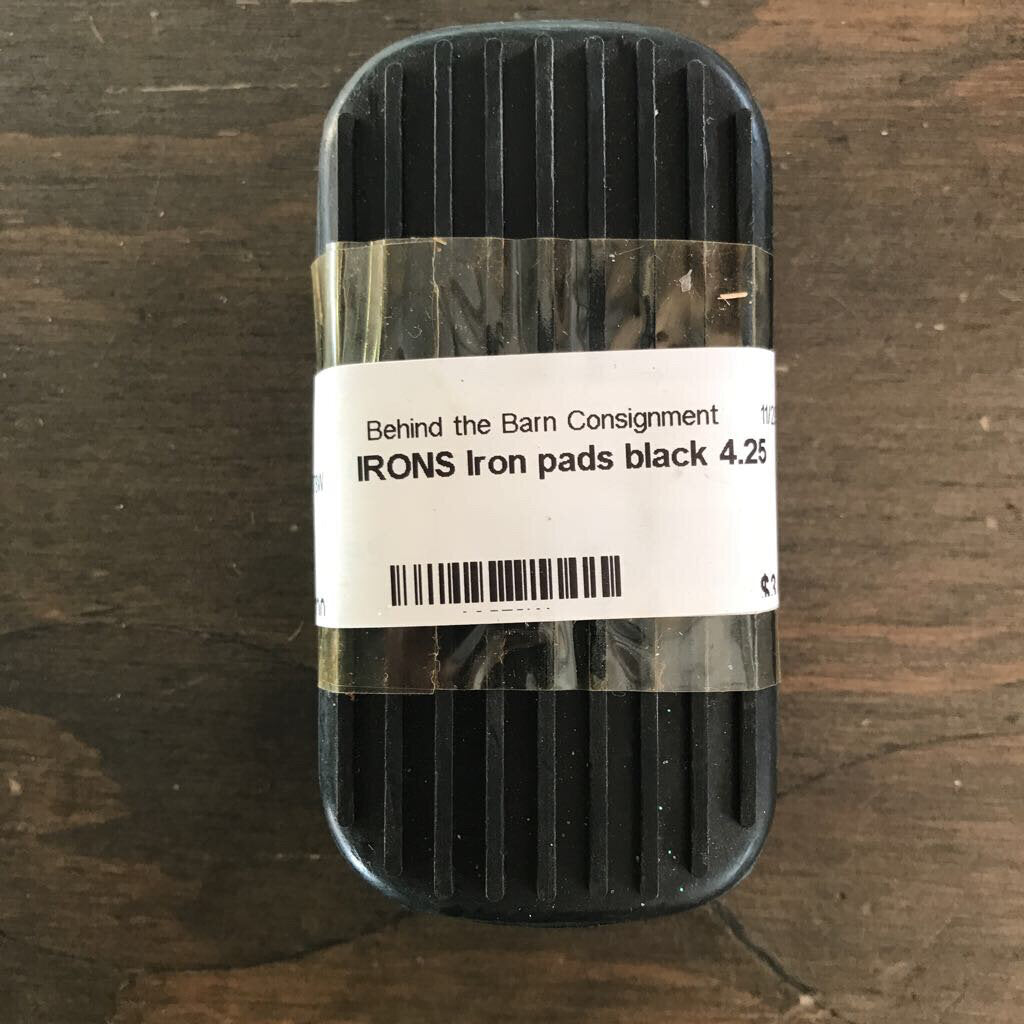 Behind the Barn Consignment
IRONS Iron pads black 4.25